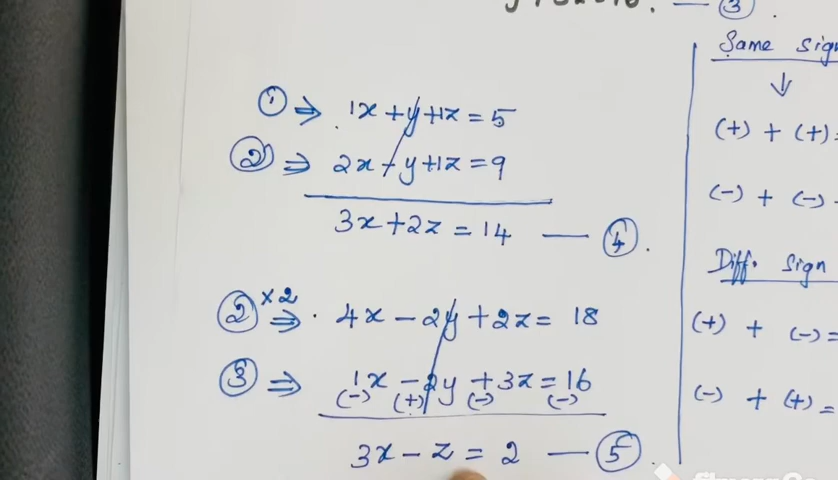 ③.
① ⇒ 1x + y + 1z = 5
② ⇒ 2x - y + 1z = 9
3x + 2z = 14 — ④.
② ×2 ⇒ 4x - 2y + 2z = 18
③ ⇒ 1x - 2y + 3z = 16
(-) (+) (-) (-)
3x - z = 2 — ⑤.
Same sign
↓
(+) + (+) =
(-) + (-)
Diff. sign
(+) + (-) =
(-) + (+) =